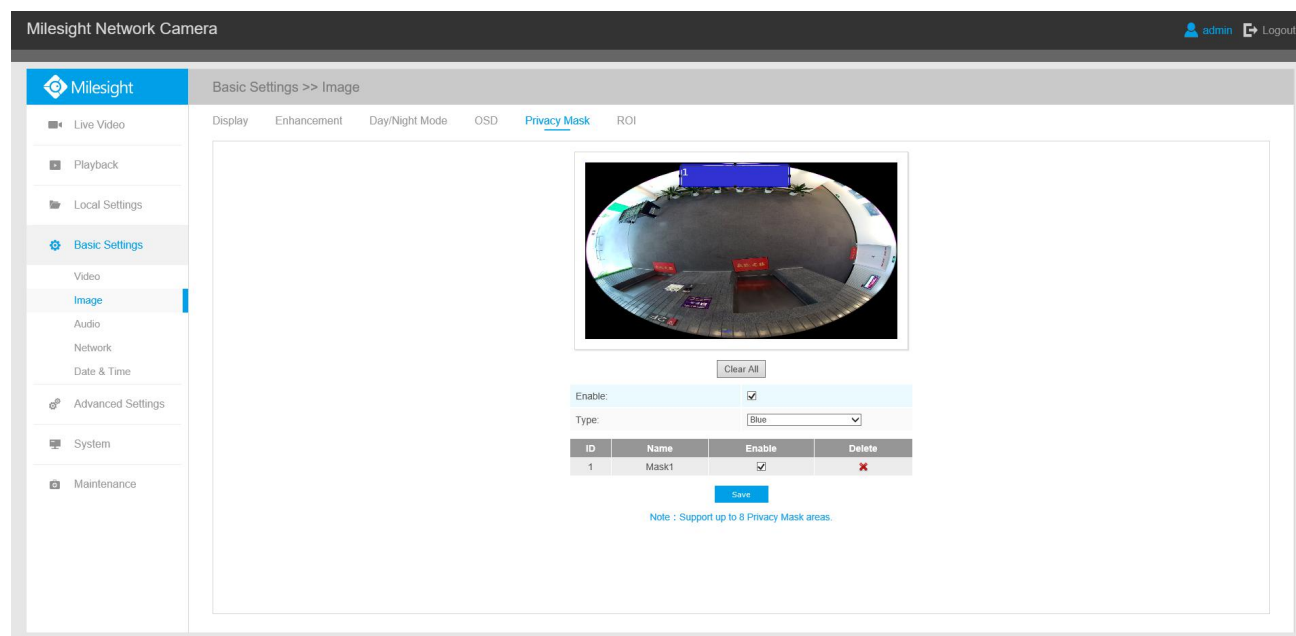 Milesight Network Camera
admin Logout
Milesight
Basic Settings >> Image
Live Video
Playback
Local Settings
Basic Settings
Video
Image
Audio
Network
Date & Time
Advanced Settings
System
Maintenance
Display Enhancement Day/Night Mode OSD Privacy Mask ROI
1
Clear All
Enable:
Type: Blue
ID Name Enable Delete
1 Mask1
Save
Note : Support up to 8 Privacy Mask areas.